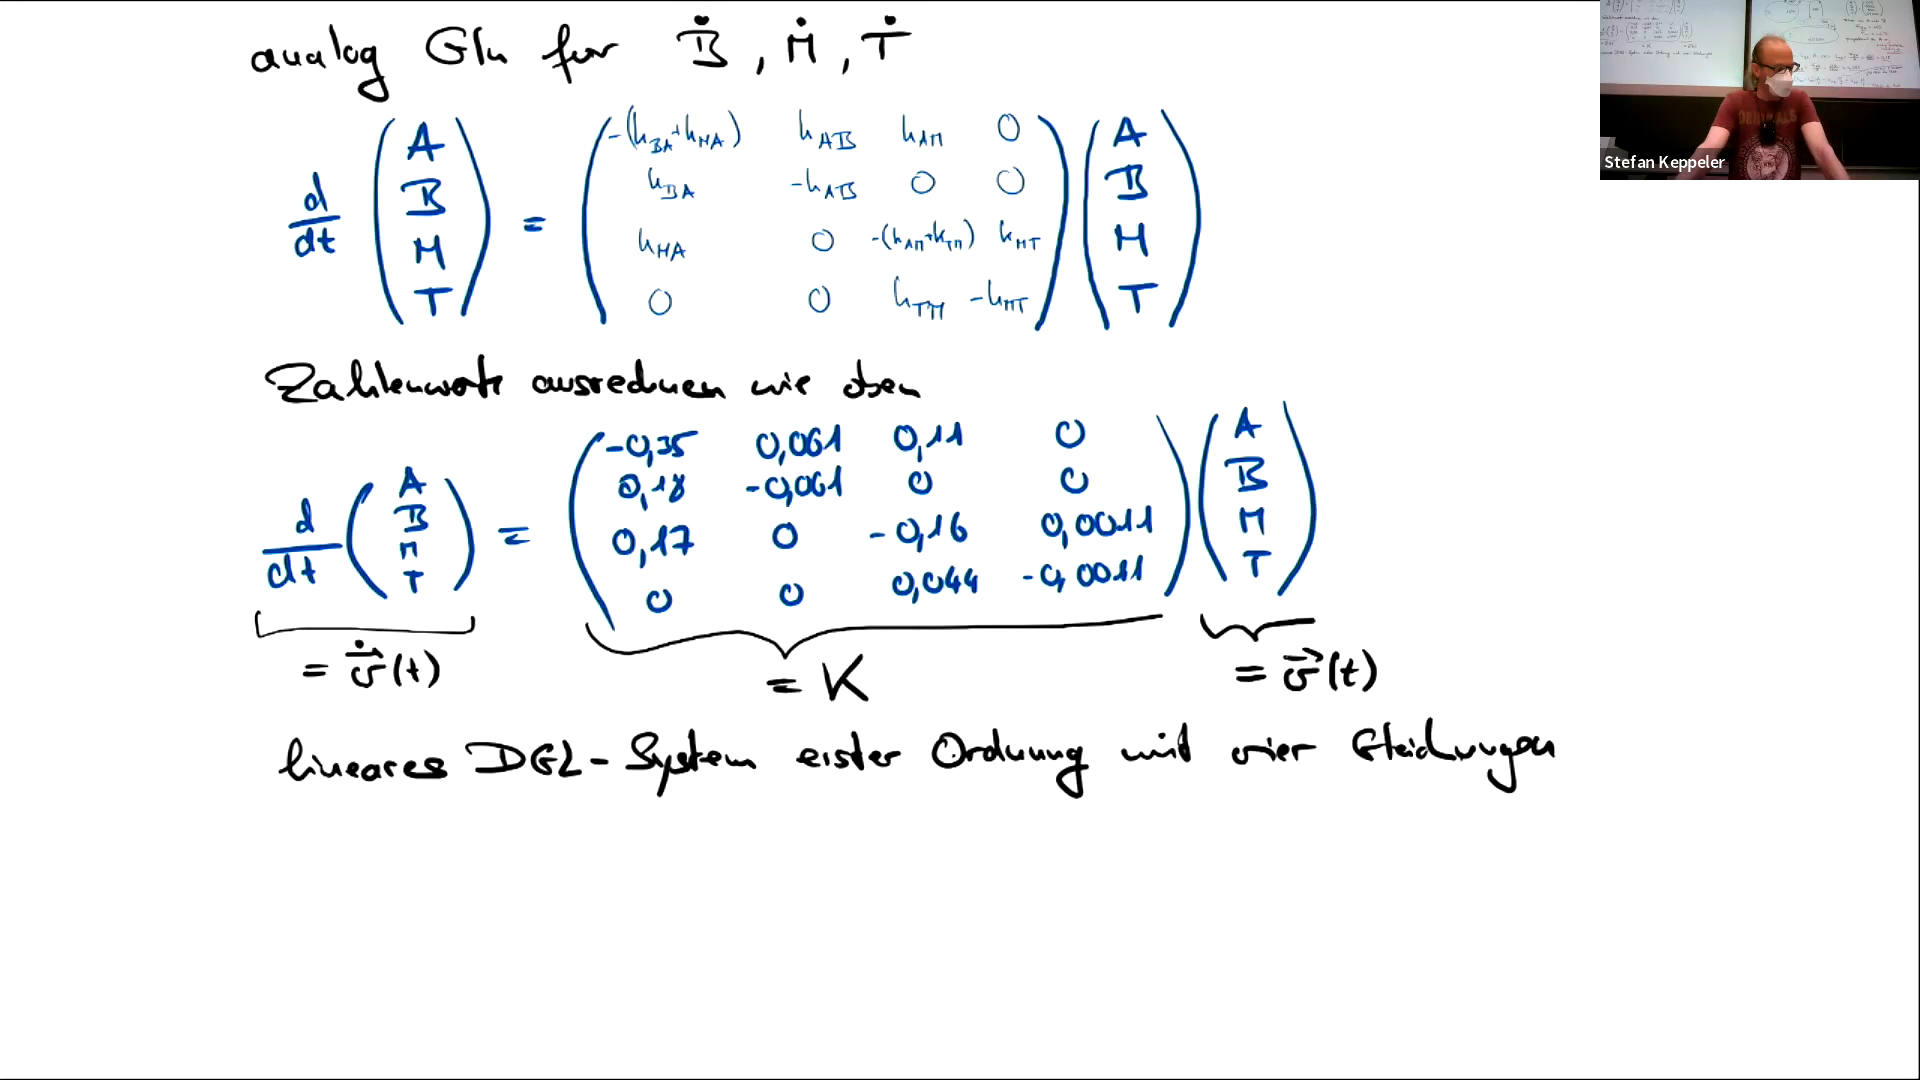 analog Gln für Ḃ, Ṁ, Ṫ
d/dt (A B M T) = ( -(k_BA + k_MA) k_AB k_AM 0
k_BA -k_AB 0 0
k_MA 0 -(k_AM + k_TM) k_MT
0 0 k_TM -k_MT ) (A B M T)
Zahlenwerte ausrechnen wie oben
d/dt (A B M T) = ( -0,35 0,061 0,11 0
0,18 -0,061 0 0
0,17 0 -0,16 0,0011
0 0 0,044 -0,0011 ) (A B M T)
= \dot{\vec{v}}(t) = K = \vec{v}(t)
lineares DGL-System erster Ordnung mit vier Gleichungen
Stefan Keppeler